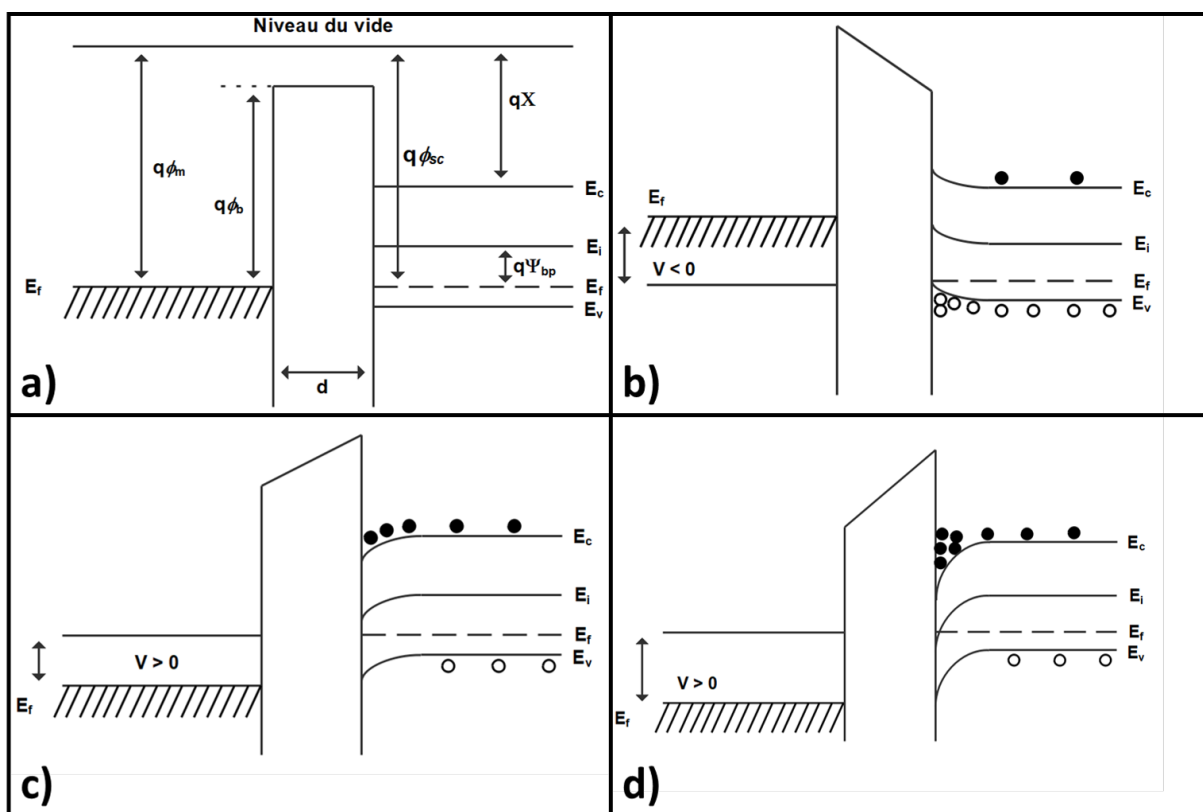 Niveau du vide
qX
qϕm
qϕsc
qϕb
Ec
Ei
qΨbp
Ef
Ef
Ev
d
a)
Ef
V < 0
Ec
Ei
Ef
Ev
b)
Ec
Ei
Ef
V > 0
Ev
Ef
c)
Ec
Ei
Ef
Ev
V > 0
Ef
d)